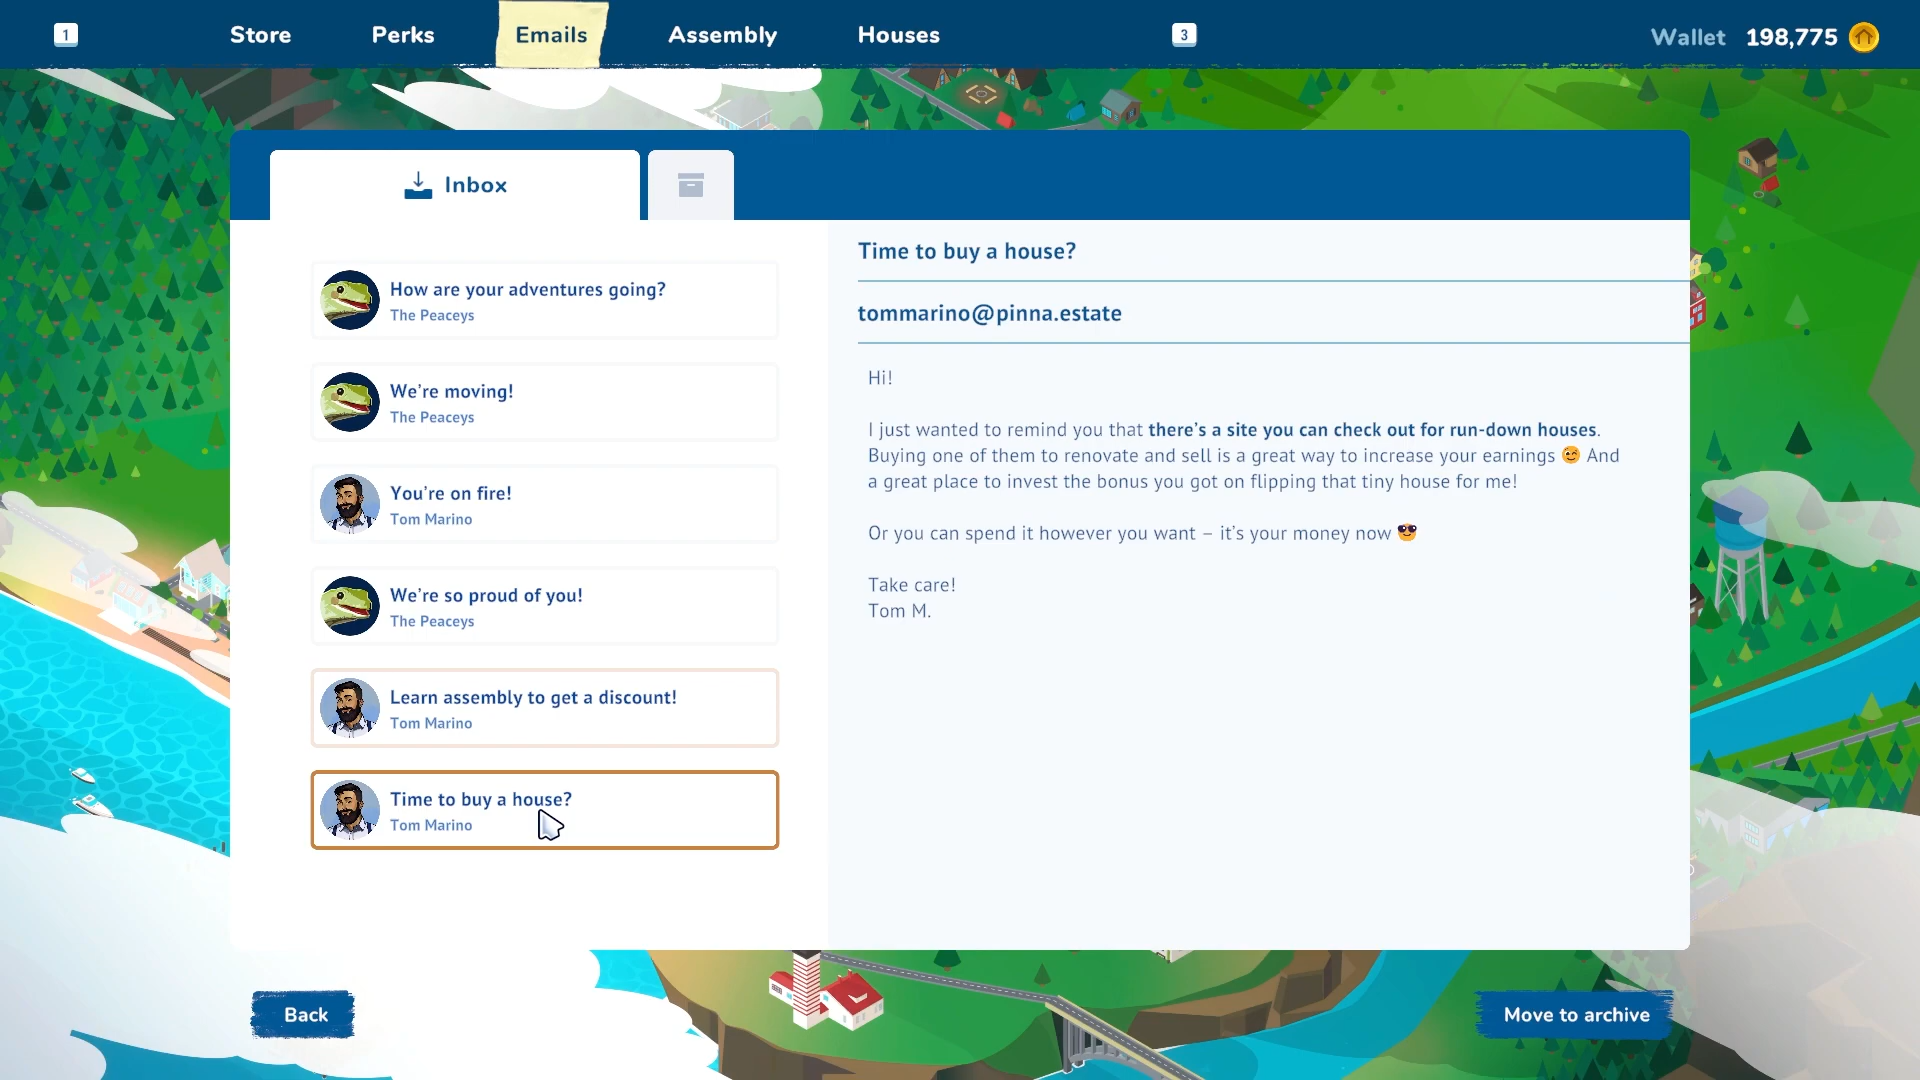 1
Store
Perks
Emails
Assembly
Houses
3
Wallet 198,775
Inbox
How are your adventures going?
The Peaceys
We're moving!
The Peaceys
You're on fire!
Tom Marino
We're so proud of you!
The Peaceys
Learn assembly to get a discount!
Tom Marino
Time to buy a house?
Tom Marino
Time to buy a house?
tommarino@pinna.estate
Hi!
I just wanted to remind you that there's a site you can check out for run-down houses.
Buying one of them to renovate and sell is a great way to increase your earnings 😊 And
a great place to invest the bonus you got on flipping that tiny house for me!
Or you can spend it however you want – it's your money now 😎
Take care!
Tom M.
Back
Move to archive